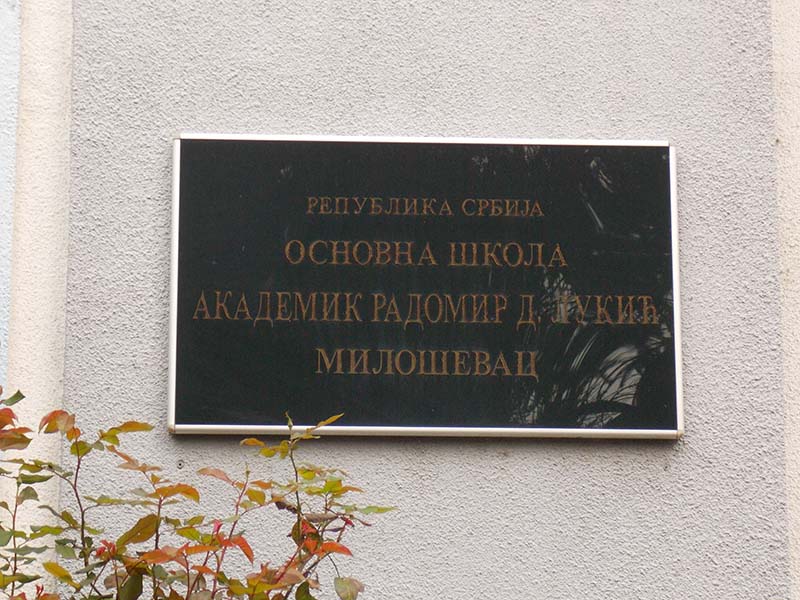 РЕПУБЛИКА СРБИЈА
ОСНОВНА ШКОЛА
АКАДЕМИК РАДОМИР Д. ЛУКИЋ
МИЛОШЕВАЦ